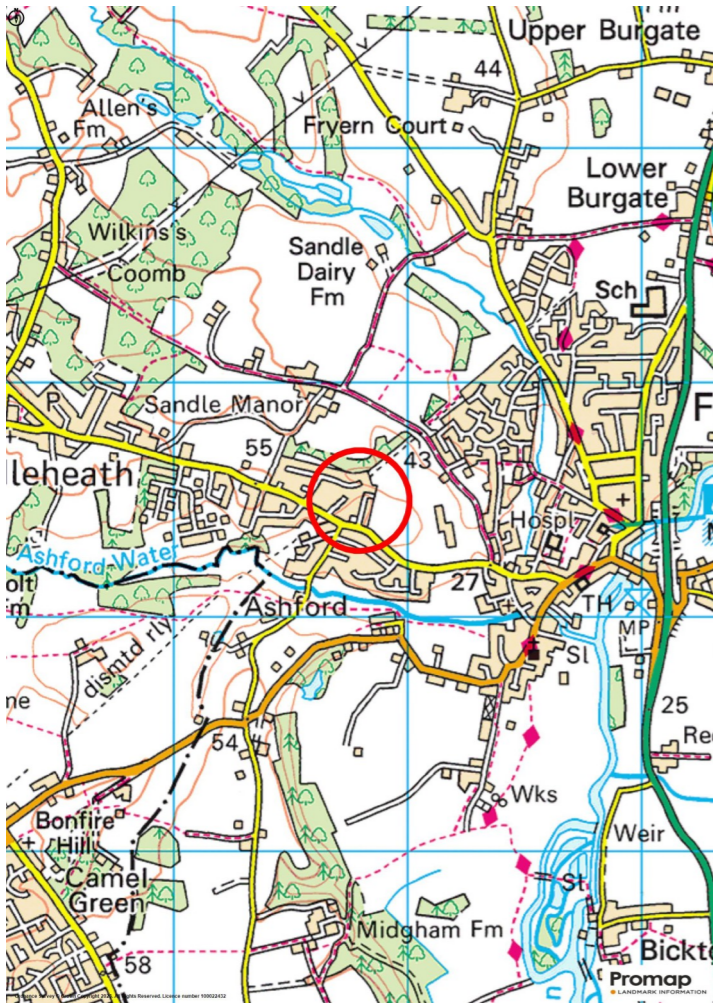 Upper Burgate
44
Allen's
Fm
Fryern Court
Lower
Burgate
Wilkins's
Coomb
Sandle
Dairy
Fm
Sch
P
Sandle Manor
F
55
43
leheath
Hospl
Ashford Water
27
Ashford
TH
MP
dismtd rly
Sl
ne
25
54
Wks
Bonfire
Hill
Weir
Camel
Green
St
Midgham Fm
58
Promap
LANDMARK INFORMATION